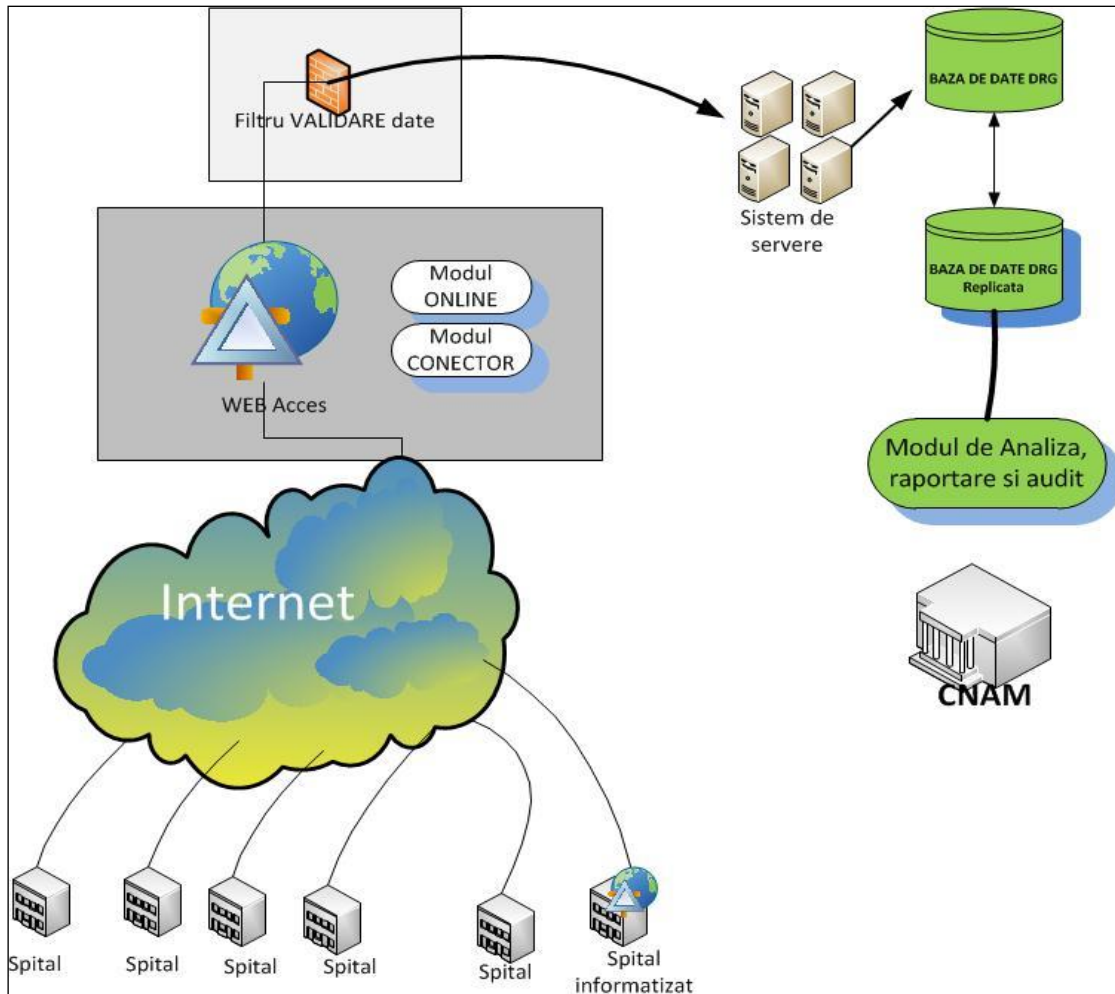 Filtru VALIDARE date
BAZA DE DATE DRG
Sistem de
servere
BAZA DE DATE DRG
Replicata
Modul
ONLINE
Modul
CONECTOR
WEB Acces
Modul de Analiza,
raportare si audit
Internet
CNAM
Spital
Spital
Spital
Spital
Spital
Spital
informatizat